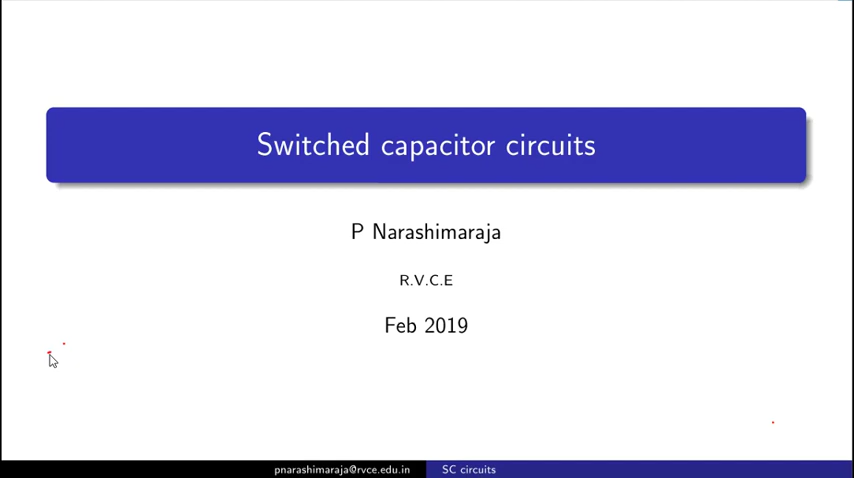 Switched capacitor circuits
P Narashimaraja
R.V.C.E
Feb 2019
pnarashimaraja@rvce.edu.in
SC circuits